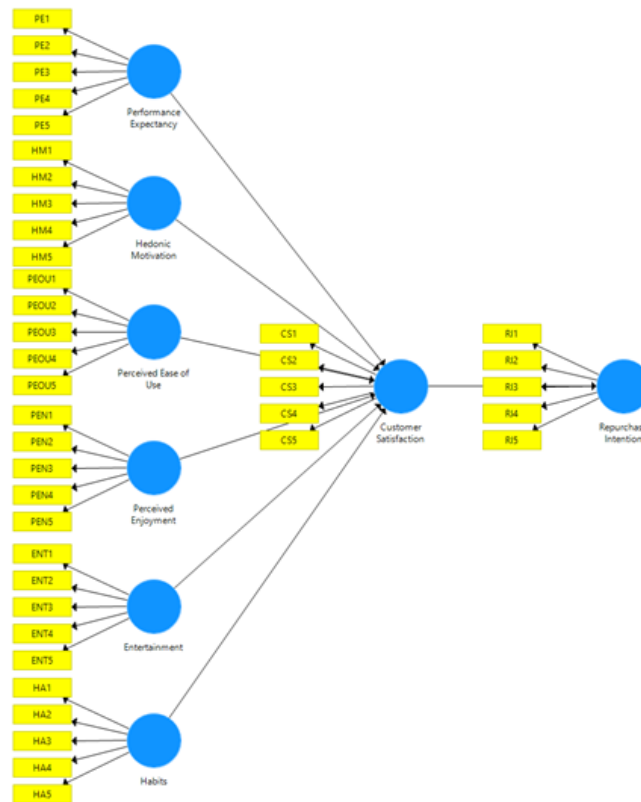 PE1
PE2
PE3
PE4
PE5
Performance
Expectancy
HM1
HM2
HM3
HM4
HM5
Hedonic
Motivation
PEOU1
PEOU2
PEOU3
PEOU4
PEOU5
Perceived Ease of
Use
CS1
CS2
CS3
CS4
CS5
Customer
Satisfaction
RI1
RI2
RI3
RI4
RI5
Repurchas
Intention
PEN1
PEN2
PEN3
PEN4
PEN5
Perceived
Enjoyment
ENT1
ENT2
ENT3
ENT4
ENT5
Entertainment
HA1
HA2
HA3
HA4
HA5
Habits